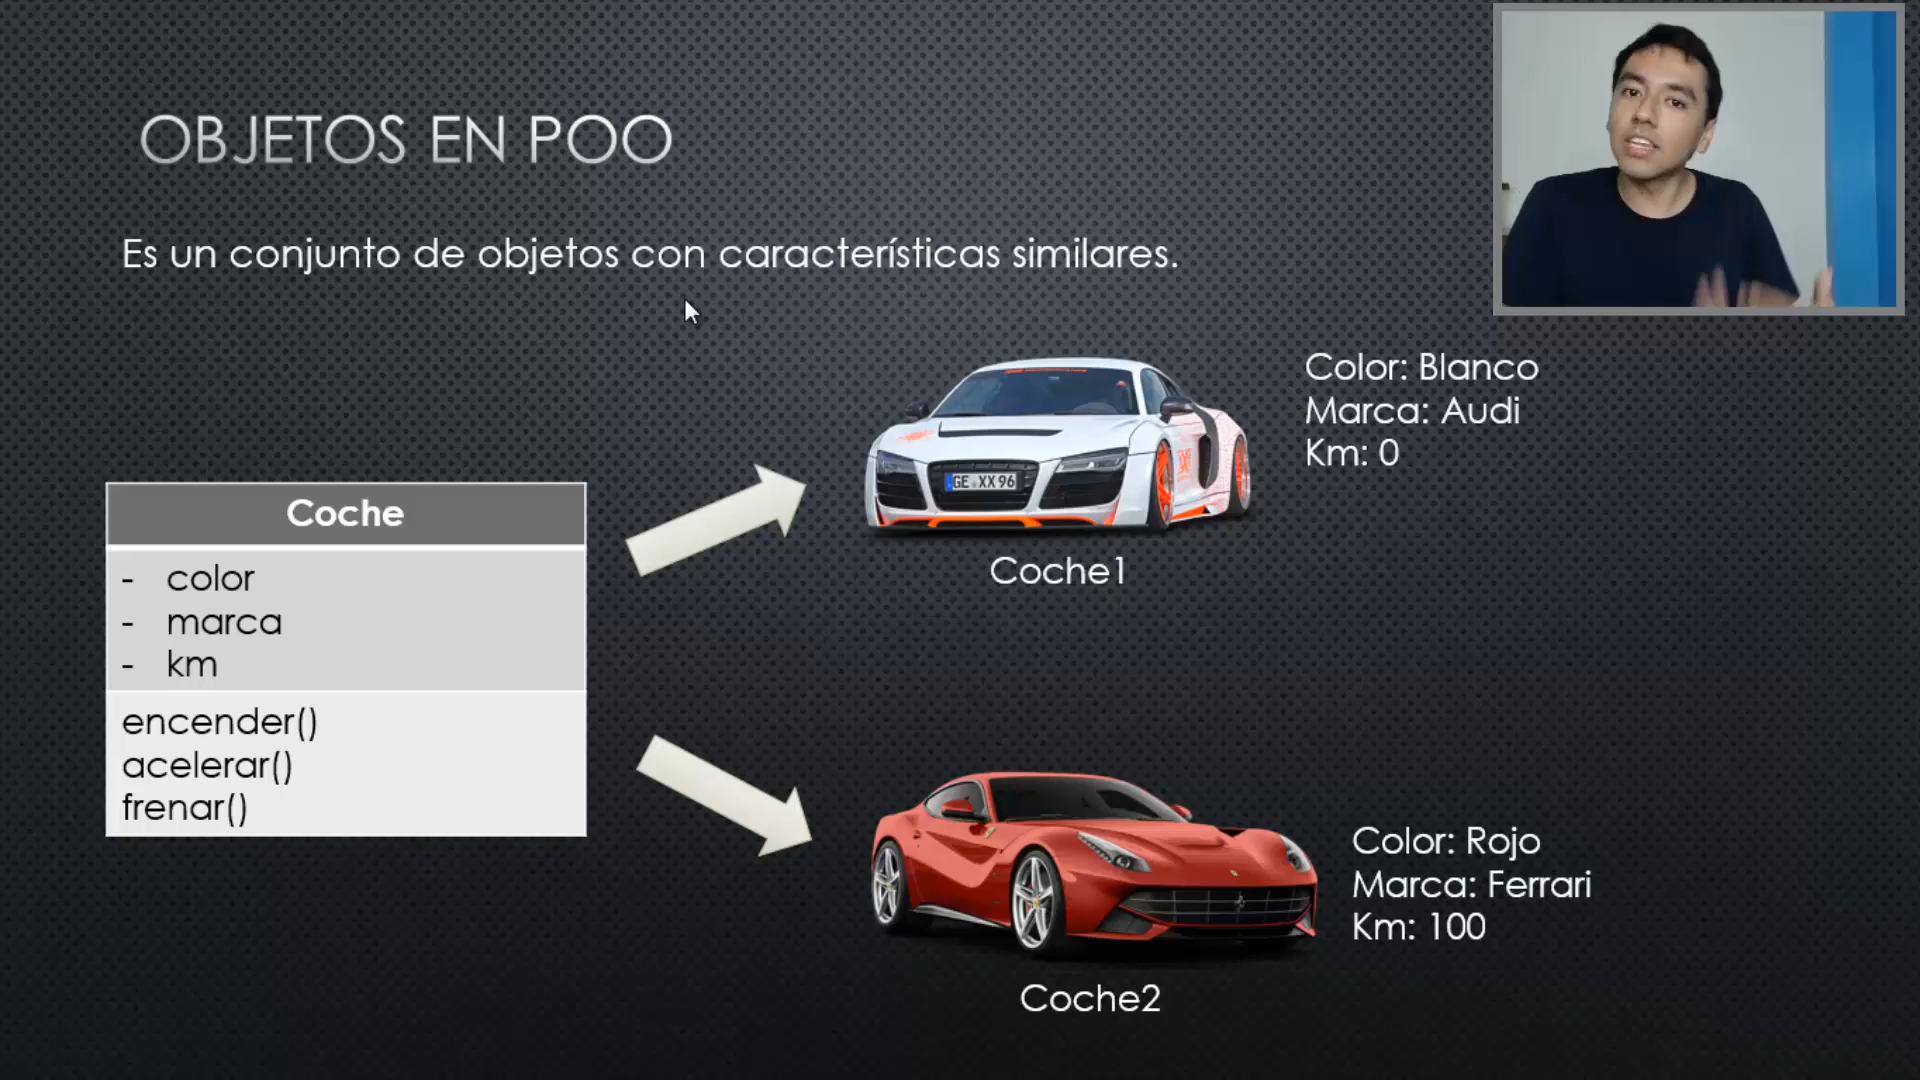 OBJETOS EN POO
Es un conjunto de objetos con características similares.
Color: Blanco
Marca: Audi
Km: 0
GE XX 96
Coche1
Coche
- color
- marca
- km
encender()
acelerar()
frenar()
Color: Rojo
Marca: Ferrari
Km: 100
Coche2